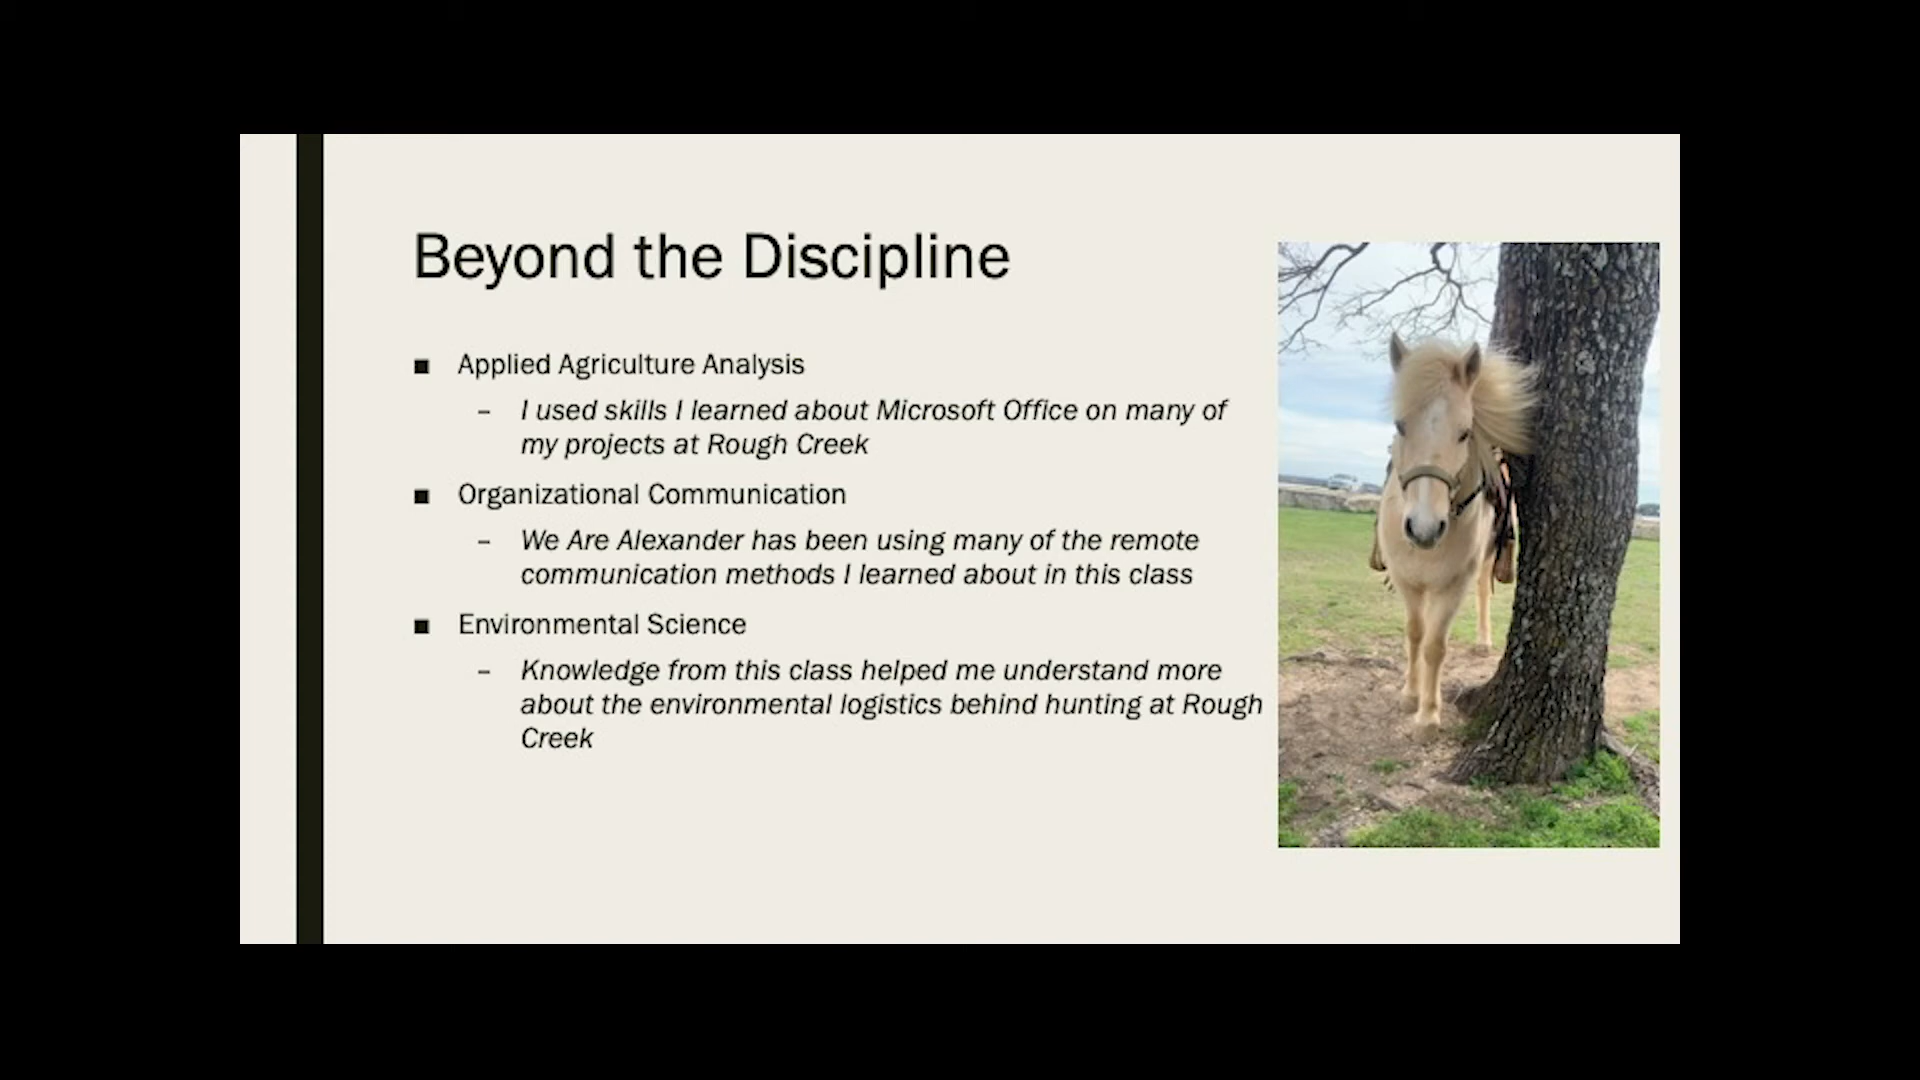 Beyond the Discipline
■ Applied Agriculture Analysis
– I used skills I learned about Microsoft Office on many of
my projects at Rough Creek
■ Organizational Communication
– We Are Alexander has been using many of the remote
communication methods I learned about in this class
■ Environmental Science
– Knowledge from this class helped me understand more
about the environmental logistics behind hunting at Rough
Creek